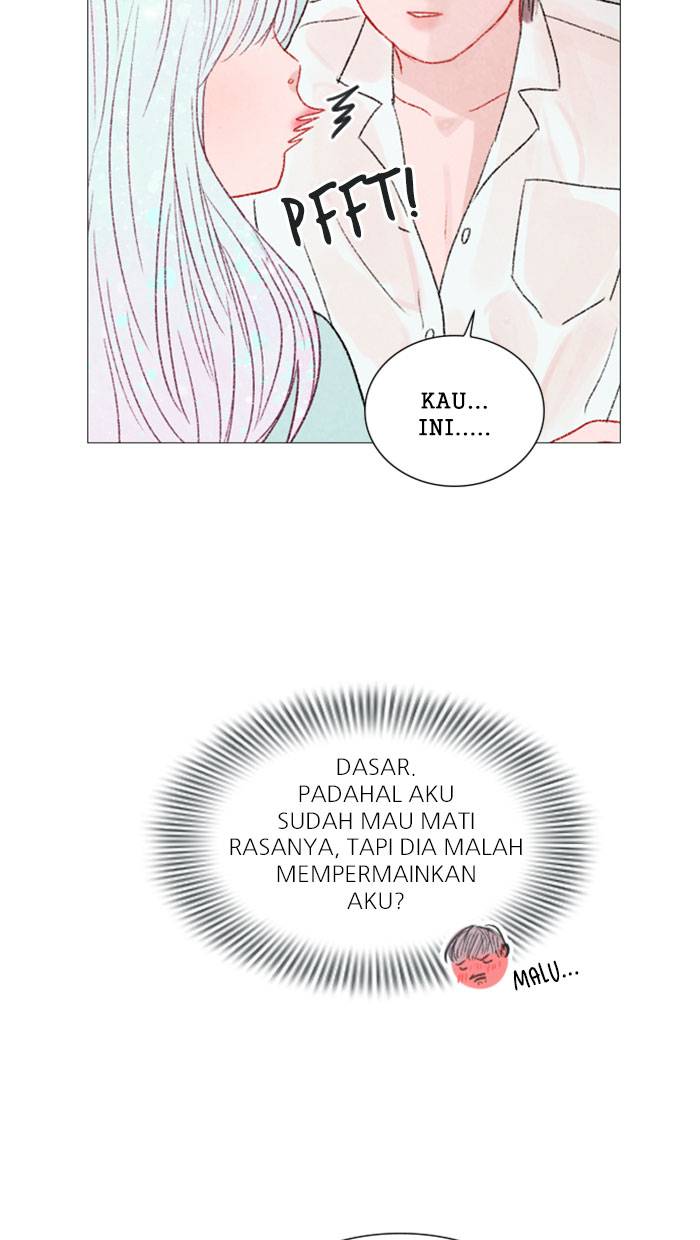 PFFT!
KAU...
INI.....
DASAR.
PADAHAL AKU
SUDAH MAU MATI
RASANYA, TAPI DIA MALAH
MEMPERMAINKAN
AKU?
MALU...